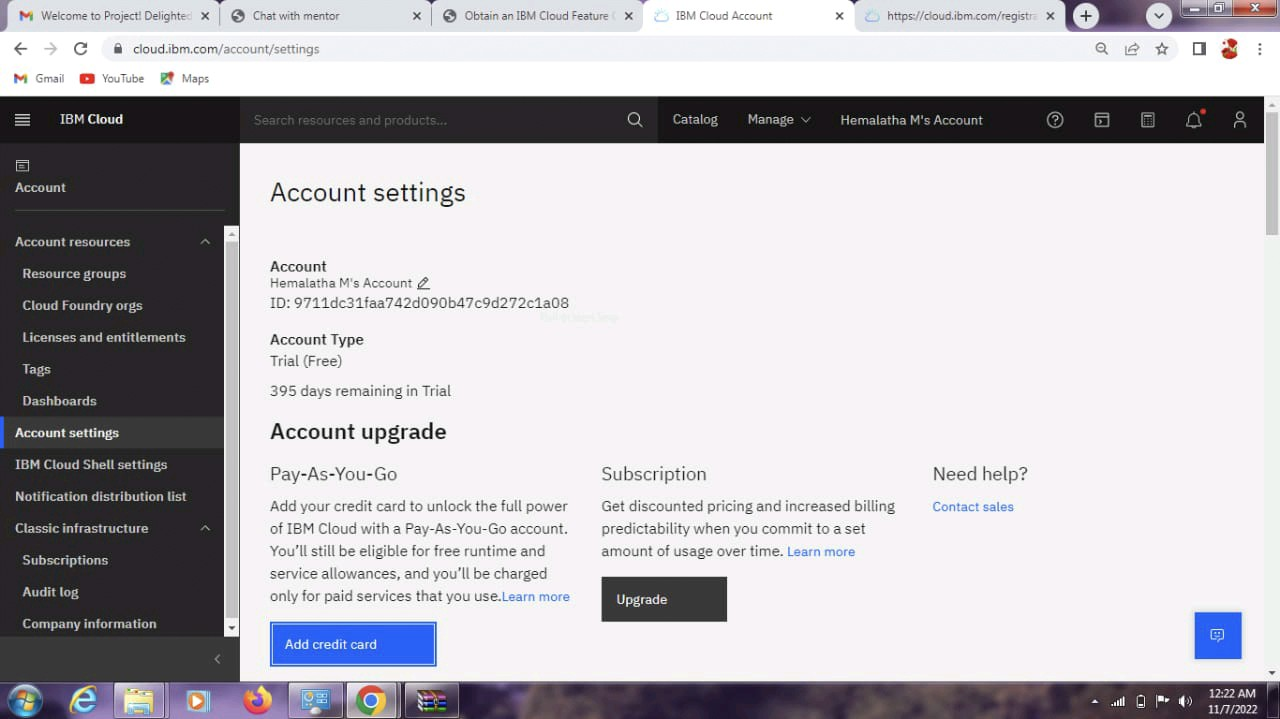 Welcome to Project! Delighted
Chat with mentor
Obtain an IBM Cloud Feature C
IBM Cloud Account
https://cloud.ibm.com/registra
cloud.ibm.com/account/settings
Gmail
YouTube
Maps
IBM Cloud
Search resources and products...
Catalog
Manage
Hemalatha M's Account
Account
Account resources
Resource groups
Cloud Foundry orgs
Licenses and entitlements
Tags
Dashboards
Account settings
IBM Cloud Shell settings
Notification distribution list
Classic infrastructure
Subscriptions
Audit log
Company information
Account settings
Account
Hemalatha M's Account
ID: 9711dc31faa742d090b47c9d272c1a08
Account Type
Trial (Free)
395 days remaining in Trial
Account upgrade
Pay-As-You-Go
Add your credit card to unlock the full power
of IBM Cloud with a Pay-As-You-Go account.
You'll still be eligible for free runtime and
service allowances, and you'll be charged
only for paid services that you use.Learn more
Add credit card
Subscription
Get discounted pricing and increased billing
predictability when you commit to a set
amount of usage over time. Learn more
Upgrade
Need help?
Contact sales
12:22 AM
11/7/2022